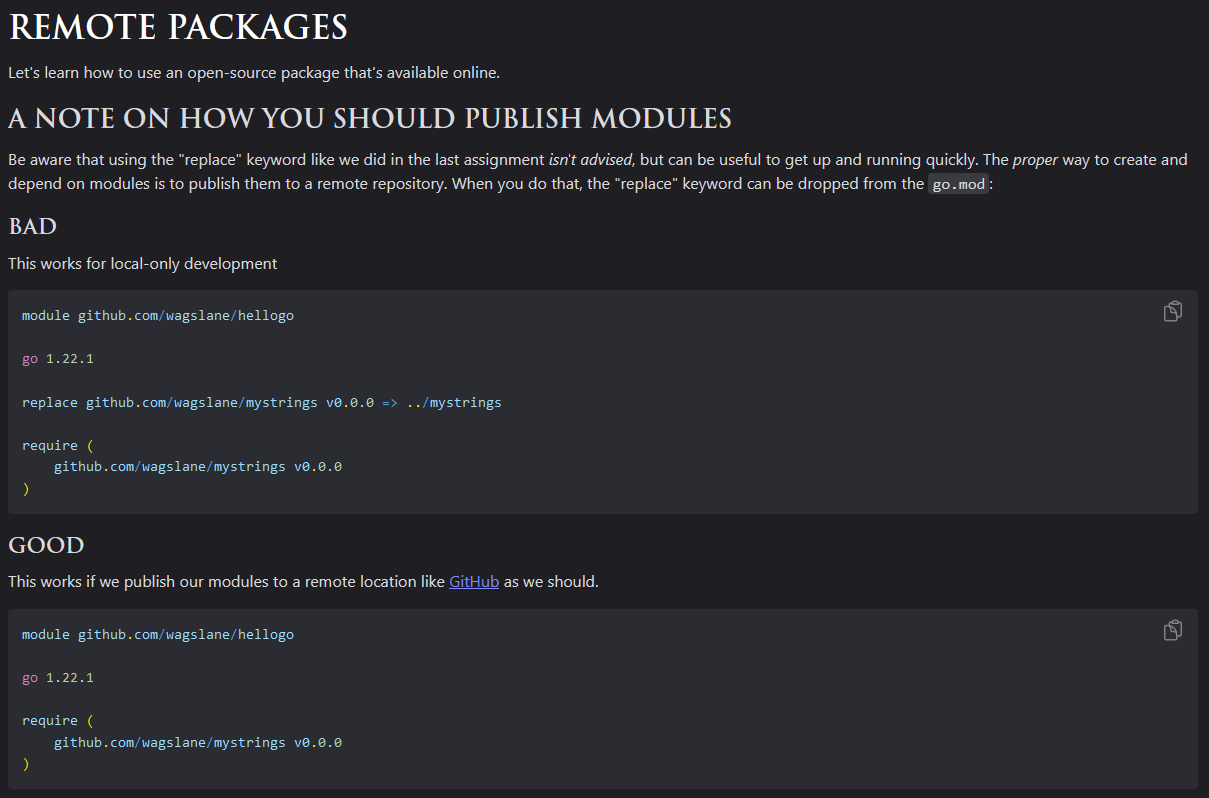 REMOTE PACKAGES
Let's learn how to use an open-source package that's available online.
A NOTE ON HOW YOU SHOULD PUBLISH MODULES
Be aware that using the "replace" keyword like we did in the last assignment isn't advised, but can be useful to get up and running quickly. The proper way to create and
depend on modules is to publish them to a remote repository. When you do that, the "replace" keyword can be dropped from the go.mod:
BAD
This works for local-only development
module github.com/wagslane/hellogo
go 1.22.1
replace github.com/wagslane/mystrings v0.0.0 => ../mystrings
require (
    github.com/wagslane/mystrings v0.0.0
)
GOOD
This works if we publish our modules to a remote location like GitHub as we should.
module github.com/wagslane/hellogo
go 1.22.1
require (
    github.com/wagslane/mystrings v0.0.0
)